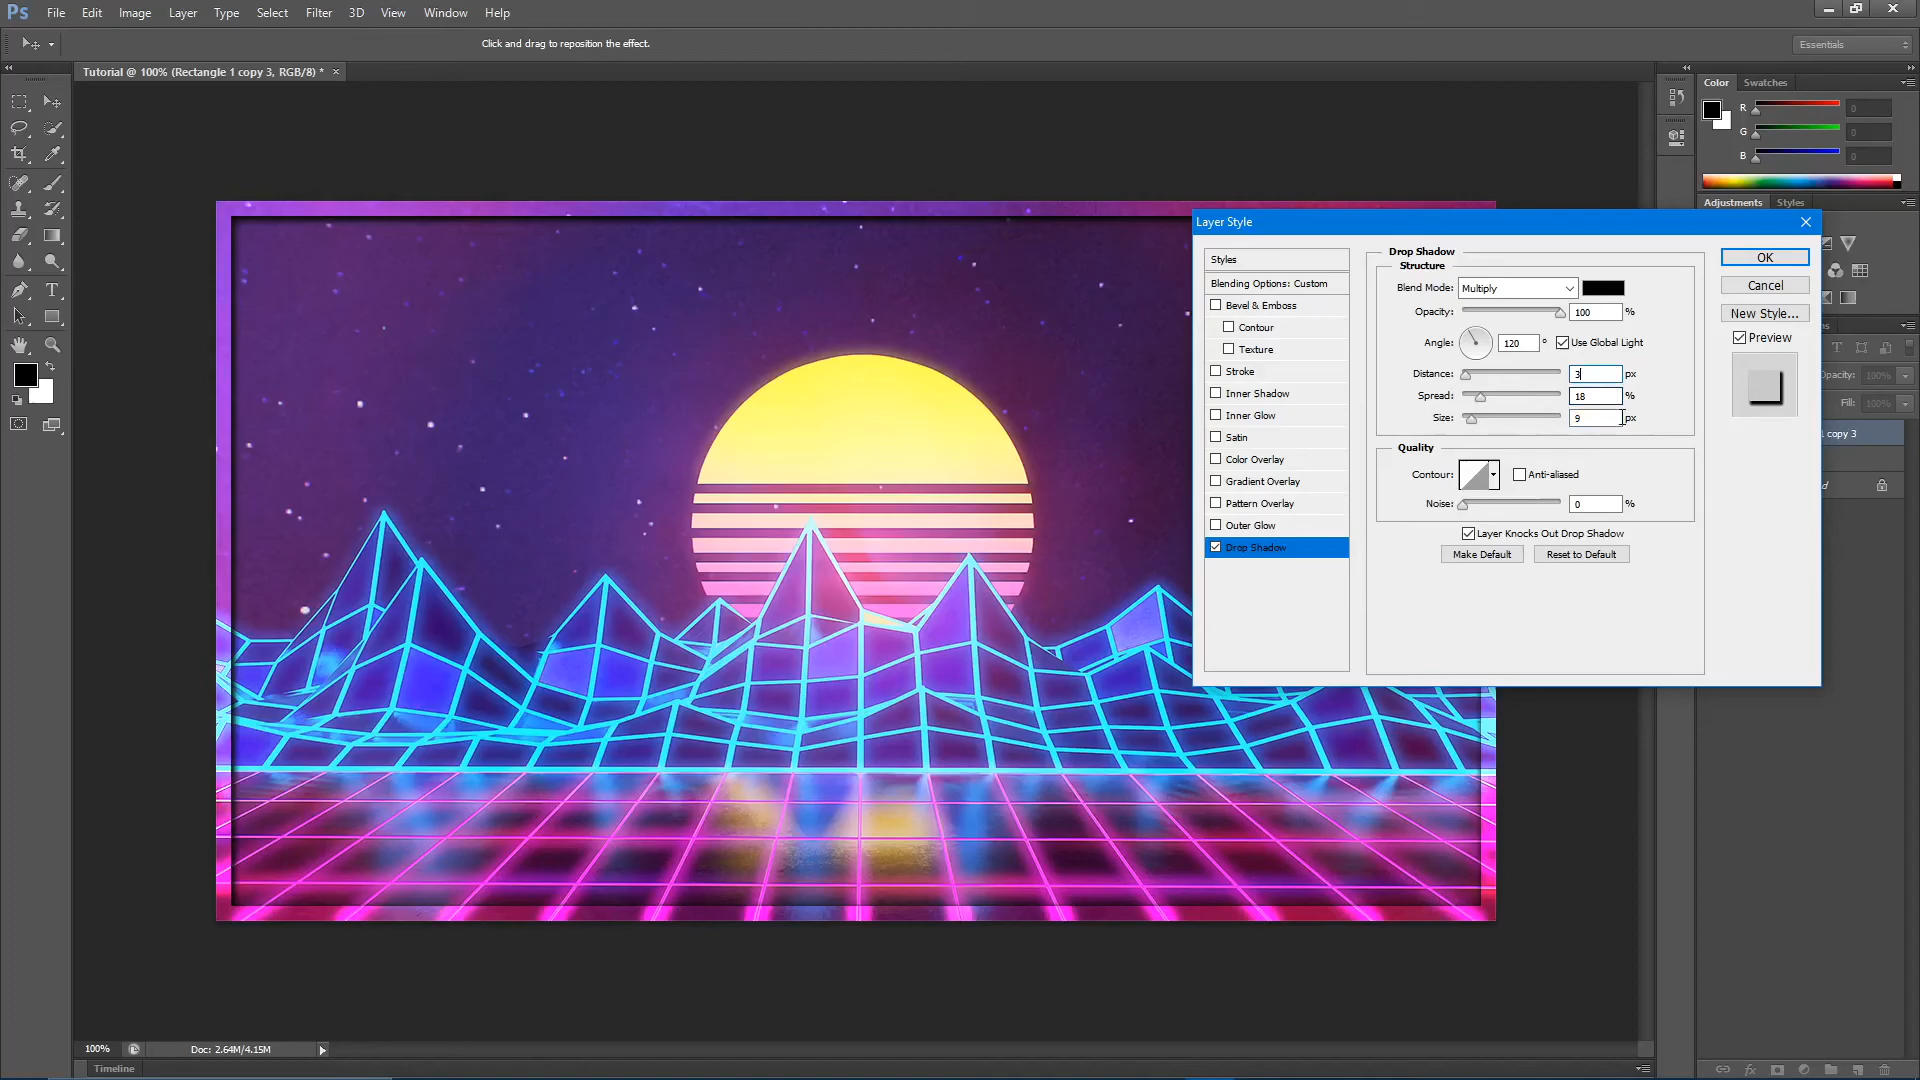 Ps File Edit Image Layer Type Select Filter 3D View Window Help
Click and drag to reposition the effect.
Essentials
Tutorial @ 100% (Rectangle 1 copy 3, RGB/8) * ×
Color Swatches
R 0
G 0
B 0
Adjustments Styles
Layer Style
Styles
Blending Options: Custom
Bevel & Emboss
Contour
Texture
Stroke
Inner Shadow
Inner Glow
Satin
Color Overlay
Gradient Overlay
Pattern Overlay
Outer Glow
Drop Shadow
Drop Shadow
Structure
Blend Mode: Multiply
Opacity: 100 %
Angle: 120 ° Use Global Light
Distance: 3 px
Spread: 18 %
Size: 9 px
Quality
Contour: Anti-aliased
Noise: 0 %
Layer Knocks Out Drop Shadow
Make Default Reset to Default
OK
Cancel
New Style...
Preview
Opacity: 100%
Fill: 100%
1 copy 3
100% Doc: 2.64M/4.15M
Timeline